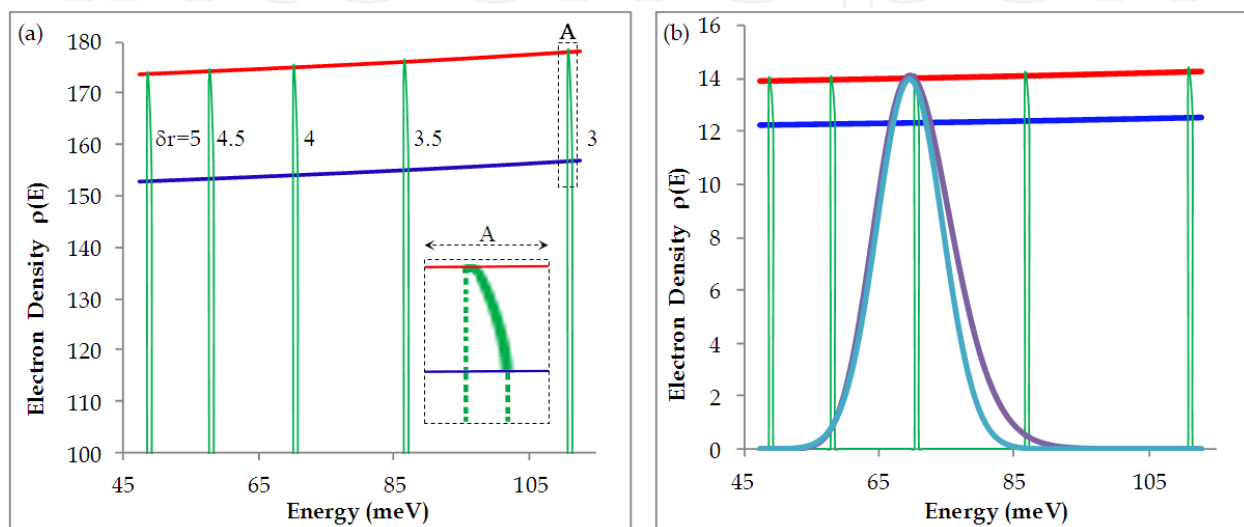 (a)
Electron Density ρ(E)
180
170
160
150
140
130
120
110
100
A
δr=5 4.5 4 3.5 3
A
45 65 85 105
Energy (meV)
(b)
Electron Density ρ(E)
16
14
12
10
8
6
4
2
0
45 65 85 105
Energy (meV)